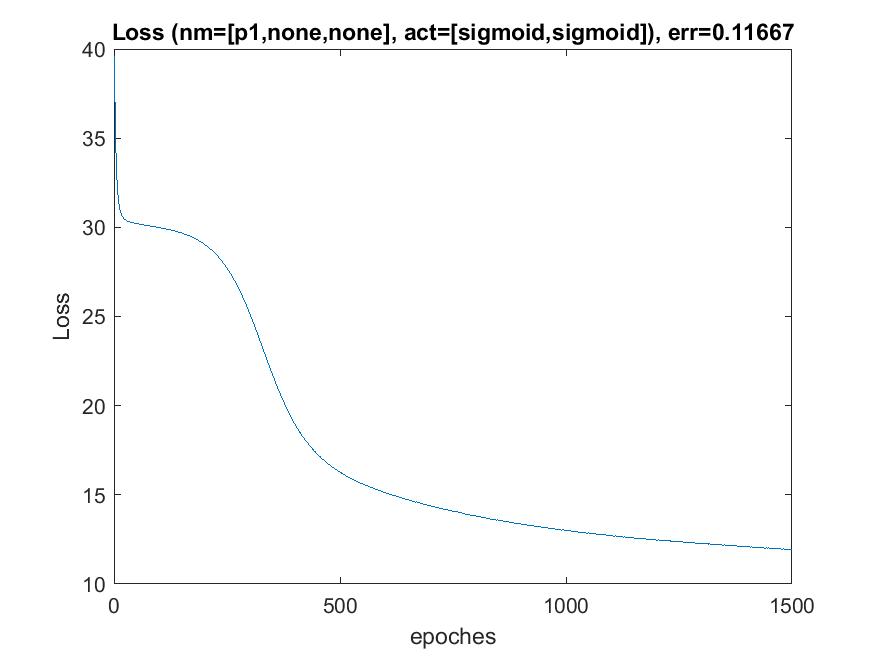 Loss (nm=[p1,none,none], act=[sigmoid,sigmoid]), err=0.11667
40
35
30
25
20
15
10
Loss
0 500 1000 1500
epoches